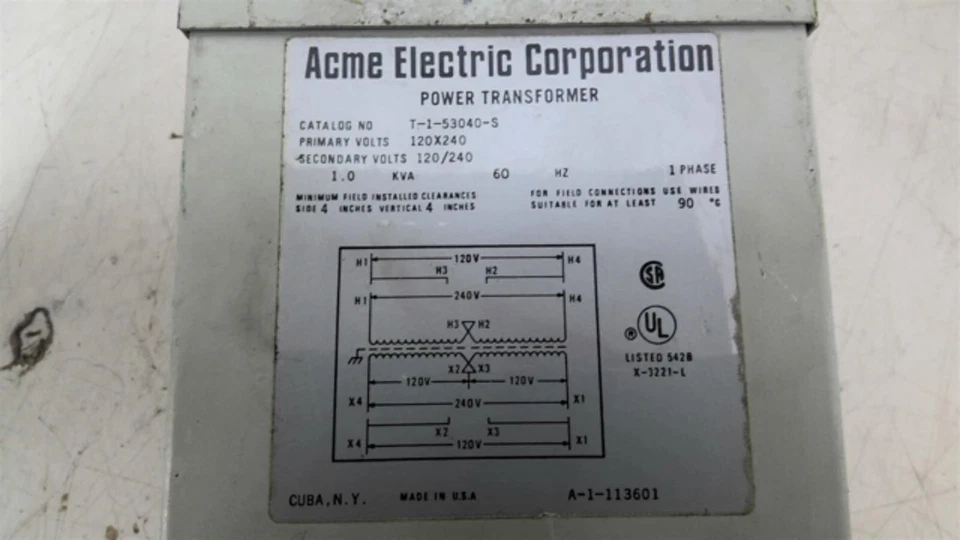 Acme Electric Corporation
POWER TRANSFORMER
CATALOG NO T-1-53040-S
PRIMARY VOLTS 120X240
SECONDARY VOLTS 120/240
1.0 KVA 60 HZ 1 PHASE
MINIMUM FIELD INSTALLED CLEARANCES
SIDE 4 INCHES VERTICAL 4 INCHES
FOR FIELD CONNECTIONS USE WIRES
SUITABLE FOR AT LEAST 90 °C
H1 120V H4
H3 H2
H1 240V H4
H3 H2
X2 X3
120V 120V
X4 240V X1
X4 X2 X3 X1
120V
SA
® UL
LISTED 542B
X-3221-L
CUBA, N.Y. MADE IN U.S.A A-1-113601